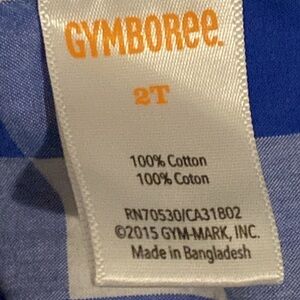 GYMBOREE.
2T
100% Cotton
100% Coton
RN70530/CA31802
©2015 GYM-MARK, INC.
Made in Bangladesh